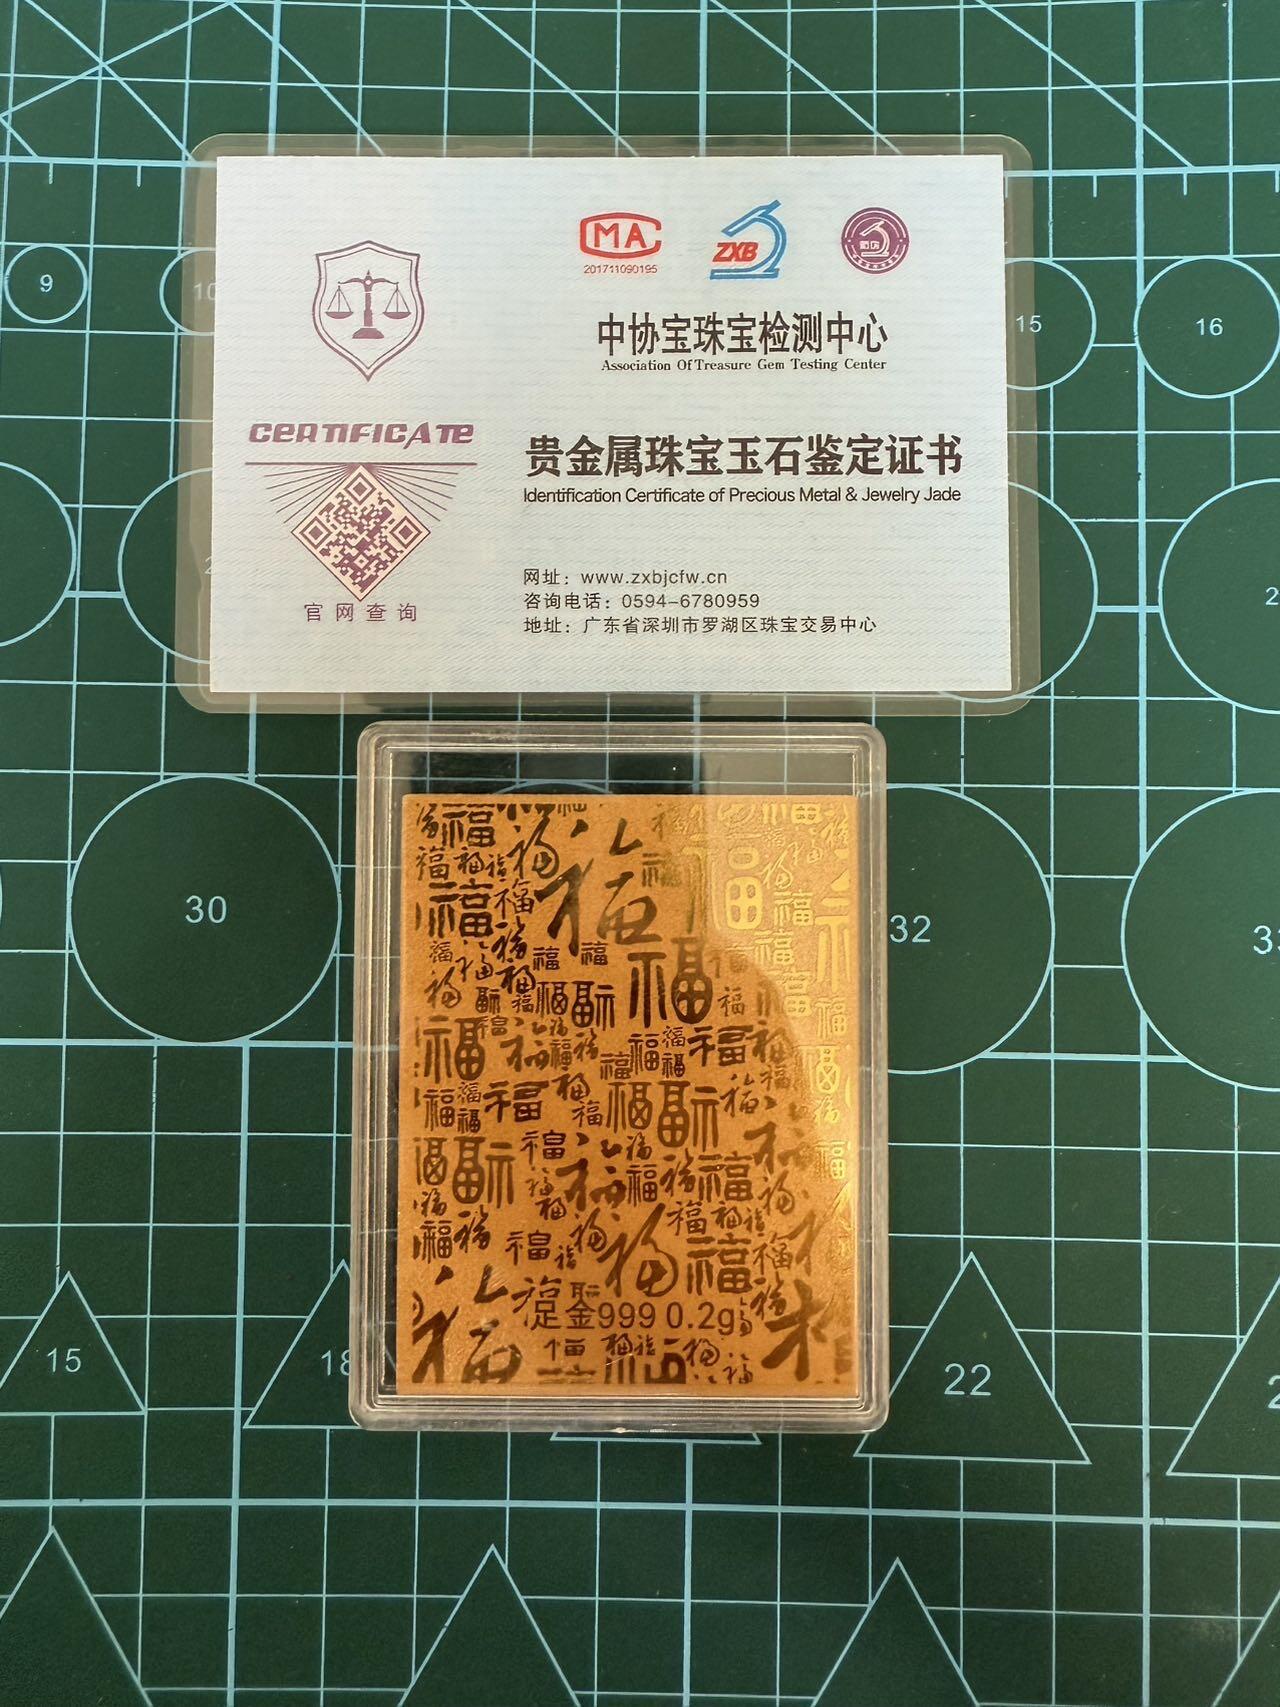 CMA
201711090195
ZXB
中协宝珠宝检测中心
Association Of Treasure Gem Testing Center
CERTIFICATE
贵金属珠宝玉石鉴定证书
Identification Certificate of Precious Metal & Jewelry Jade
官网查询
网址：www.zxbjcfw.cn
咨询电话：0594-6780959
地址：广东省深圳市罗湖区珠宝交易中心
9
10
15
16
30
32
福
足金999 0.2g
15
18
22